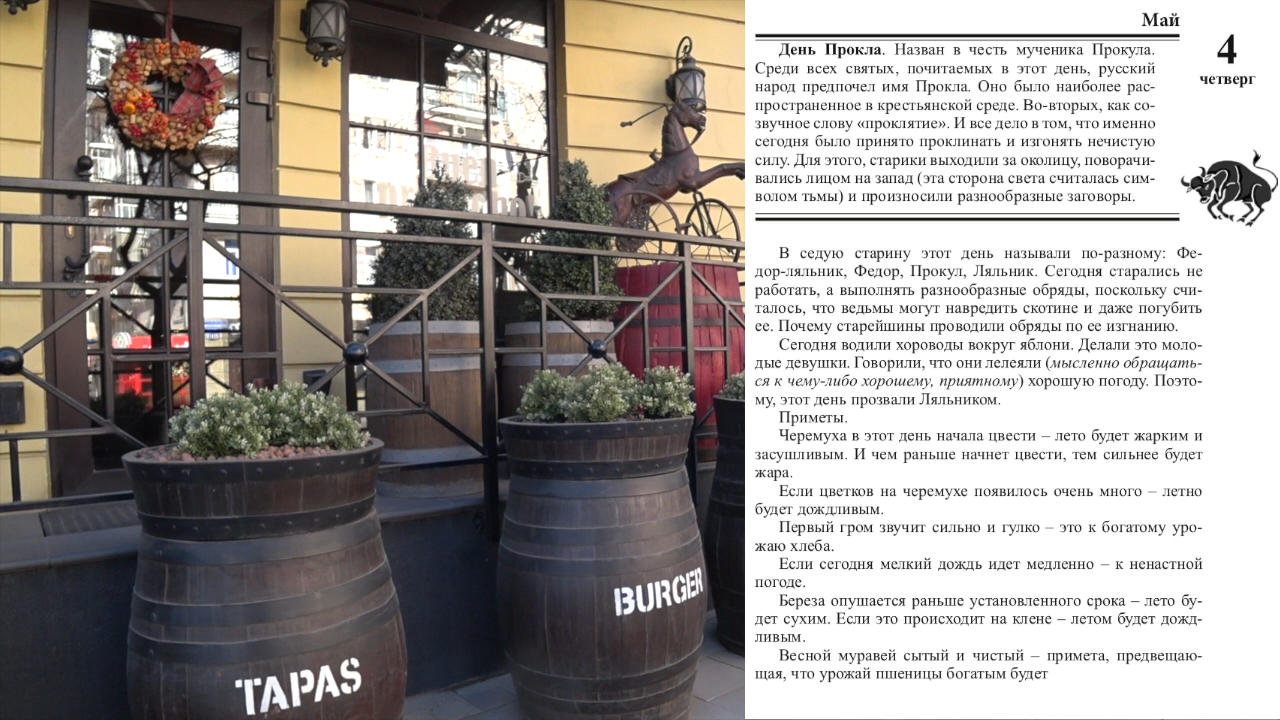 TAPAS
BURGER
Май
4
четверг
День Прокла. Назван в честь мученика Прокула.
Среди всех святых, почитаемых в этот день, русский
народ предпочел имя Прокла. Оно было наиболее рас-
пространенное в крестьянской среде. Во-вторых, как со-
звучное слову «проклятие». И все дело в том, что именно
сегодня было принято проклинать и изгонять нечистую
силу. Для этого, старики выходили за околицу, поворачи-
вались лицом на запад (эта сторона света считалась сим-
волом тьмы) и произносили разнообразные заговоры.
В седую старину этот день называли по-разному: Фе-
дор-ляльник, Федор, Прокул, Ляльник. Сегодня старались не
работать, а выполнять разнообразные обряды, поскольку счи-
талось, что ведьмы могут навредить скотине и даже погубить
ее. Почему старейшины проводили обряды по ее изгнанию.
Сегодня водили хороводы вокруг яблони. Делали это моло-
дые девушки. Говорили, что они лелеяли (мысленно обращать-
ся к чему-либо хорошему, приятному) хорошую погоду. Поэто-
му, этот день прозвали Ляльником.
Приметы.
Черемуха в этот день начала цвести – лето будет жарким и
засушливым. И чем раньше начнет цвести, тем сильнее будет
жара.
Если цветков на черемухе появилось очень много – летно
будет дождливым.
Первый гром звучит сильно и гулко – это к богатому уро-
жаю хлеба.
Если сегодня мелкий дождь идет медленно – к ненастной
погоде.
Береза опушается раньше установленного срока – лето бу-
дет сухим. Если это происходит на клене – летом будет дожд-
ливым.
Весной муравей сытый и чистый – примета, предвещаю-
щая, что урожай пшеницы богатым будет